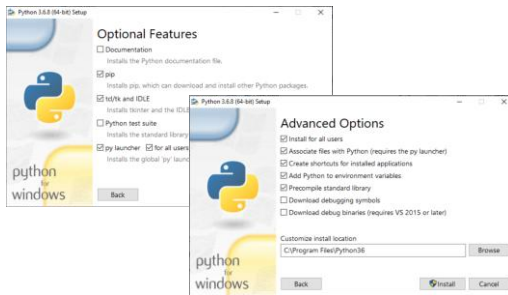 Python 3.6.8 (64-bit) Setup
Optional Features
Documentation
Installs the Python documentation file.
pip
Installs pip, which can download and install other Python packages.
tcl/tk and IDLE
Installs tkinter and the IDL
Python test suite
Installs the standard library
py launcher for all users
Installs the global 'py' launc
python
for
windows
Back
Python 3.6.8 (64-bit) Setup
Advanced Options
Install for all users
Associate files with Python (requires the py launcher)
Create shortcuts for installed applications
Add Python to environment variables
Precompile standard library
Download debugging symbols
Download debug binaries (requires VS 2015 or later)
Customize install location
C:\Program Files\Python36
Browse
python
for
windows
Back
Install
Cancel